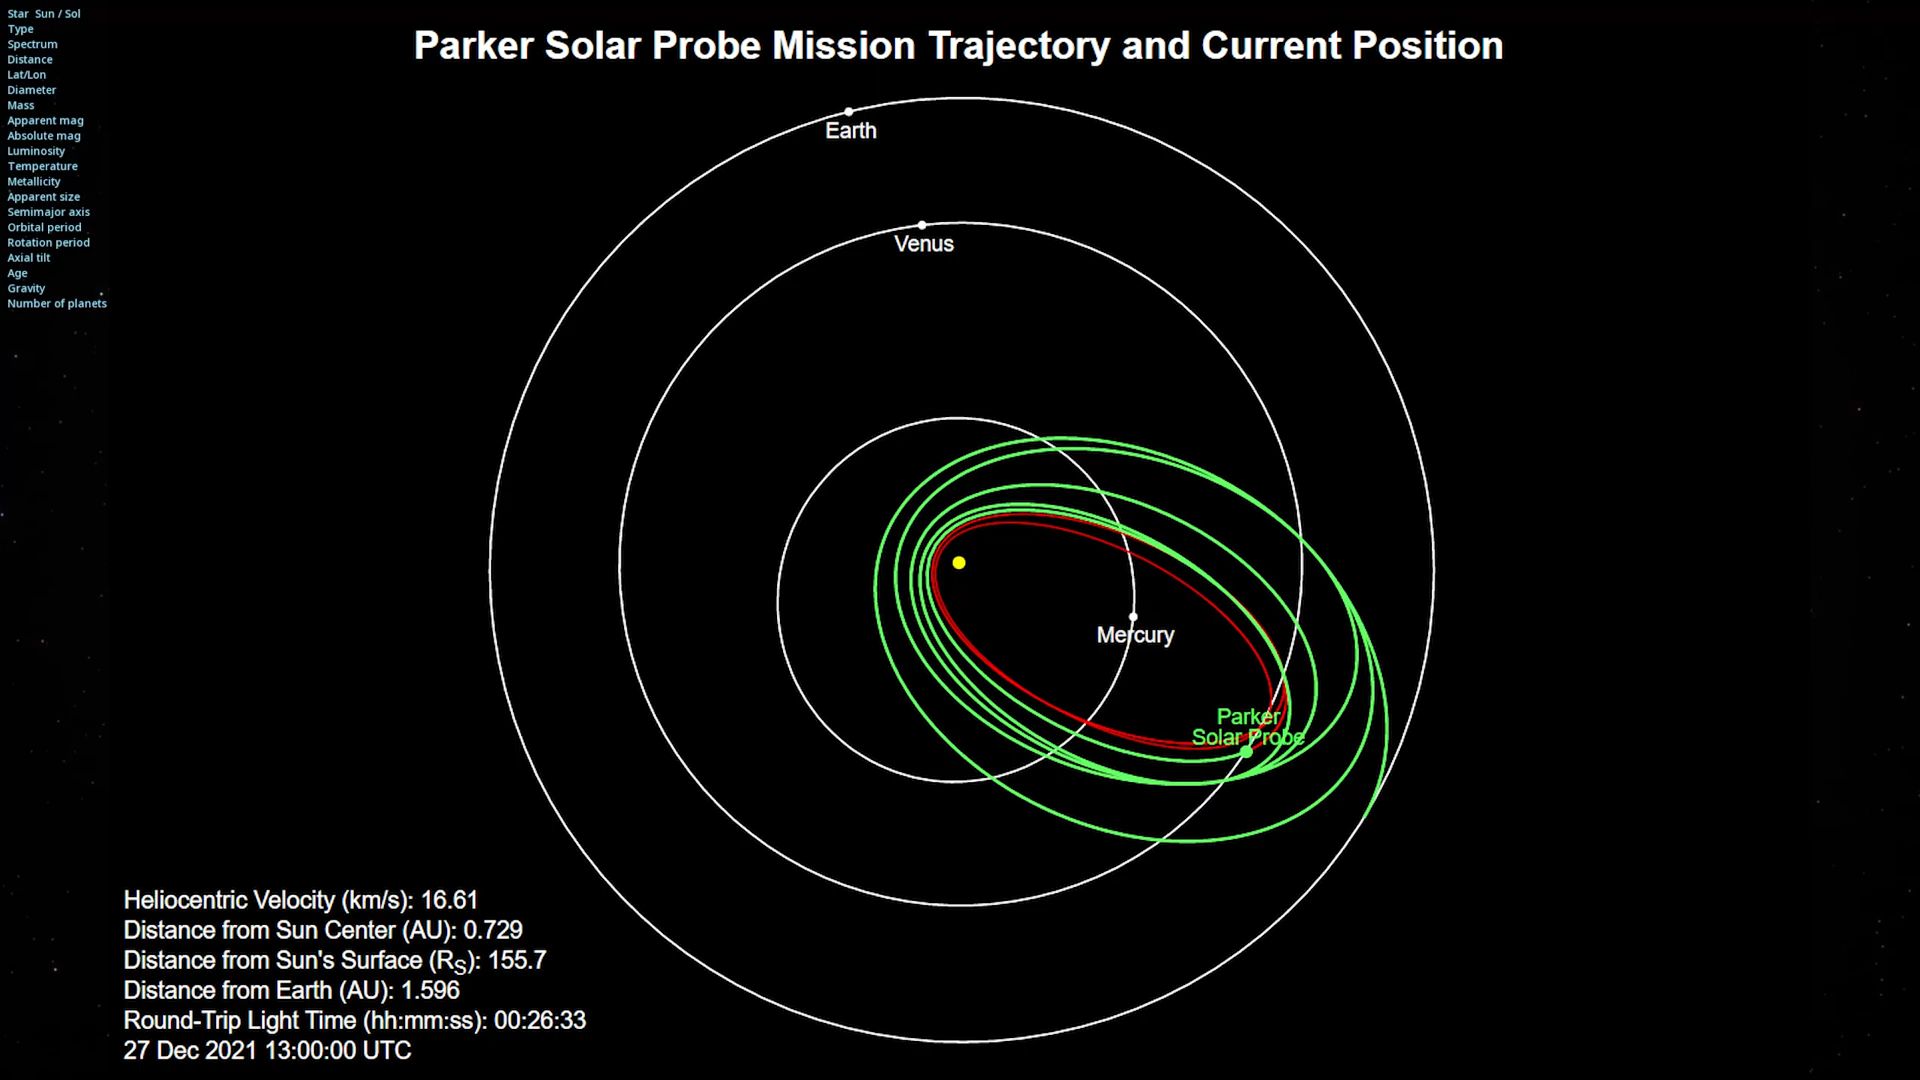 Star Sun / Sol
Type
Spectrum
Distance
Lat/Lon
Diameter
Mass
Apparent mag
Absolute mag
Luminosity
Temperature
Metallicity
Apparent size
Semimajor axis
Orbital period
Rotation period
Axial tilt
Age
Gravity
Number of planets
Parker Solar Probe Mission Trajectory and Current Position
Earth
Venus
Mercury
Parker
Solar Probe
Heliocentric Velocity (km/s): 16.61
Distance from Sun Center (AU): 0.729
Distance from Sun's Surface (RS): 155.7
Distance from Earth (AU): 1.596
Round-Trip Light Time (hh:mm:ss): 00:26:33
27 Dec 2021 13:00:00 UTC